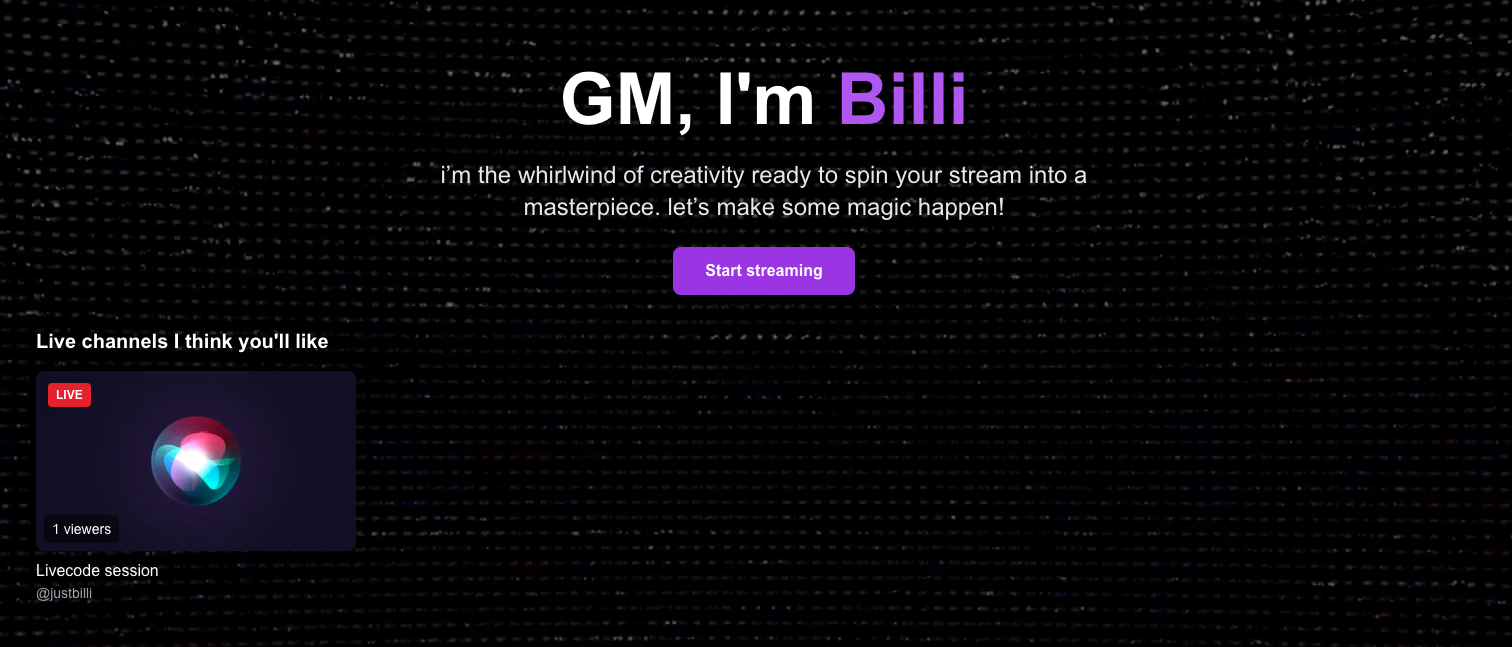 GM, I'm Billi
i’m the whirlwind of creativity ready to spin your stream into a
masterpiece. let’s make some magic happen!
Start streaming
Live channels I think you'll like
LIVE
1 viewers
Livecode session
@justbilli